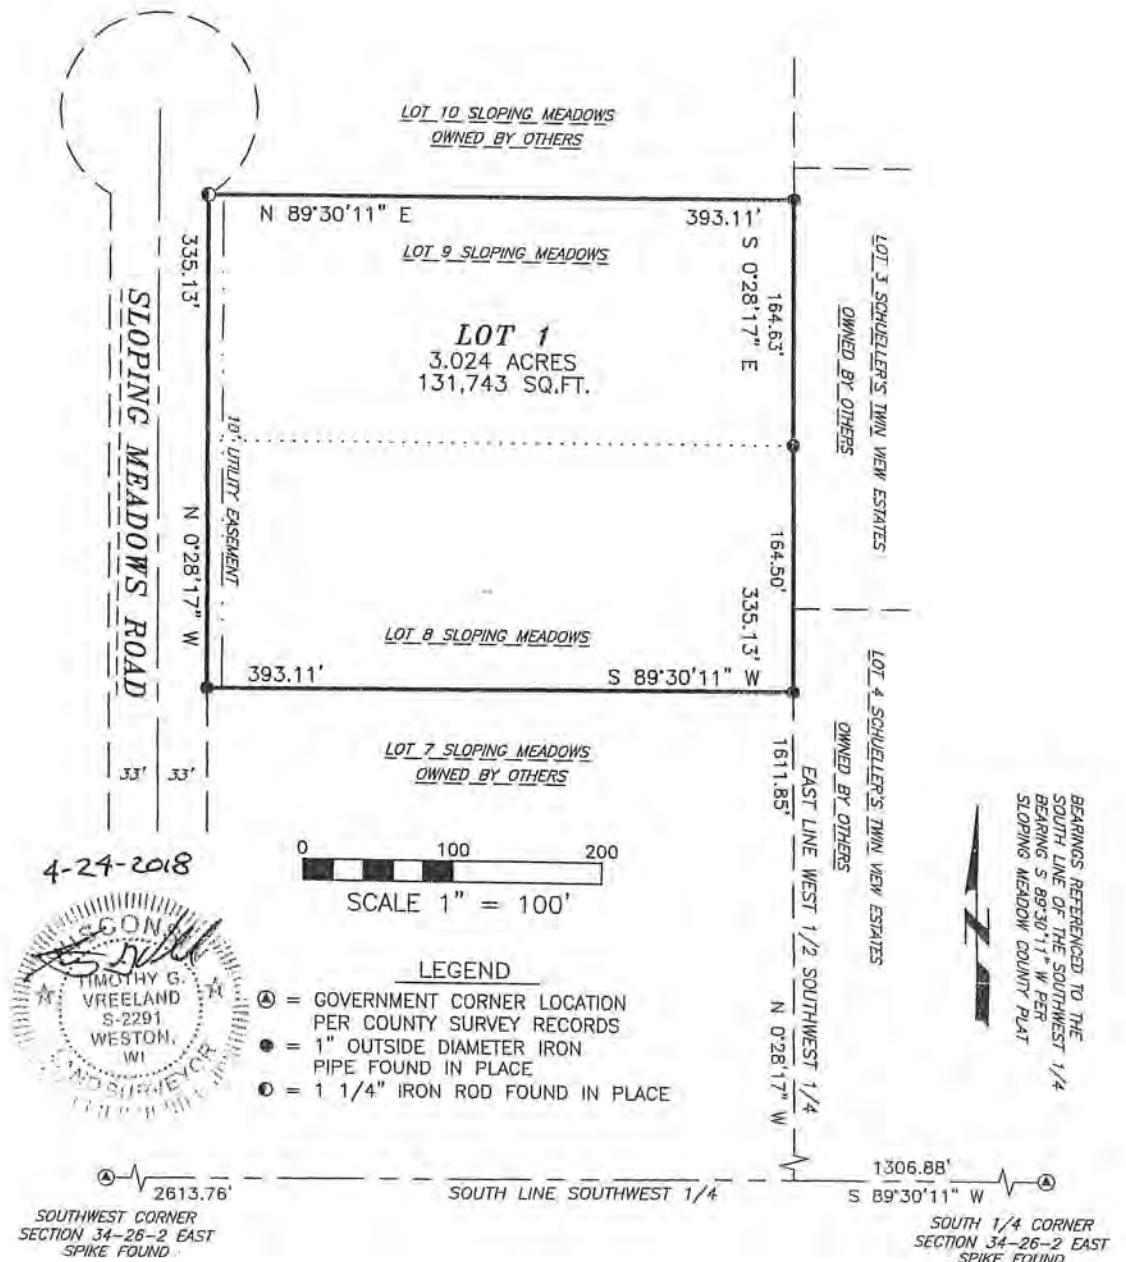 LOT 10 SLOPING MEADOWS
OWNED BY OTHERS
N 89°30'11" E
393.11'
LOT 9 SLOPING MEADOWS
LOT 1
3.024 ACRES
131,743 SQ.FT.
335.13'
N 0°28'17" W
SLOPING MEADOWS ROAD
10' UTILITY EASEMENT
S 0°28'17" E
164.63'
164.50'
335.13'
LOT 3 SCHUELLER'S TWIN VIEW ESTATES
OWNED BY OTHERS
LOT 8 SLOPING MEADOWS
393.11'
S 89°30'11" W
LOT 7 SLOPING MEADOWS
OWNED BY OTHERS
33'
33'
LOT 4 SCHUELLER'S TWIN VIEW ESTATES
OWNED BY OTHERS
1611.85'
N 0°28'17" W
EAST LINE WEST 1/2 SOUTHWEST 1/4
BEARINGS REFERENCED TO THE
SOUTH LINE OF THE SOUTHWEST 1/4
BEARING S 89°30'11" W PER
SLOPING MEADOW COUNTY PLAT
N
0
100
200
SCALE 1" = 100'
4-24-2018
TIMOTHY G.
VREELAND
S-2291
WESTON,
WI
LAND SURVEYOR
LEGEND
= GOVERNMENT CORNER LOCATION
PER COUNTY SURVEY RECORDS
= 1" OUTSIDE DIAMETER IRON
PIPE FOUND IN PLACE
= 1 1/4" IRON ROD FOUND IN PLACE
2613.76'
SOUTH LINE SOUTHWEST 1/4
1306.88'
S 89°30'11" W
SOUTHWEST CORNER
SECTION 34-26-2 EAST
SPIKE FOUND
SOUTH 1/4 CORNER
SECTION 34-26-2 EAST
SPIKE FOUND